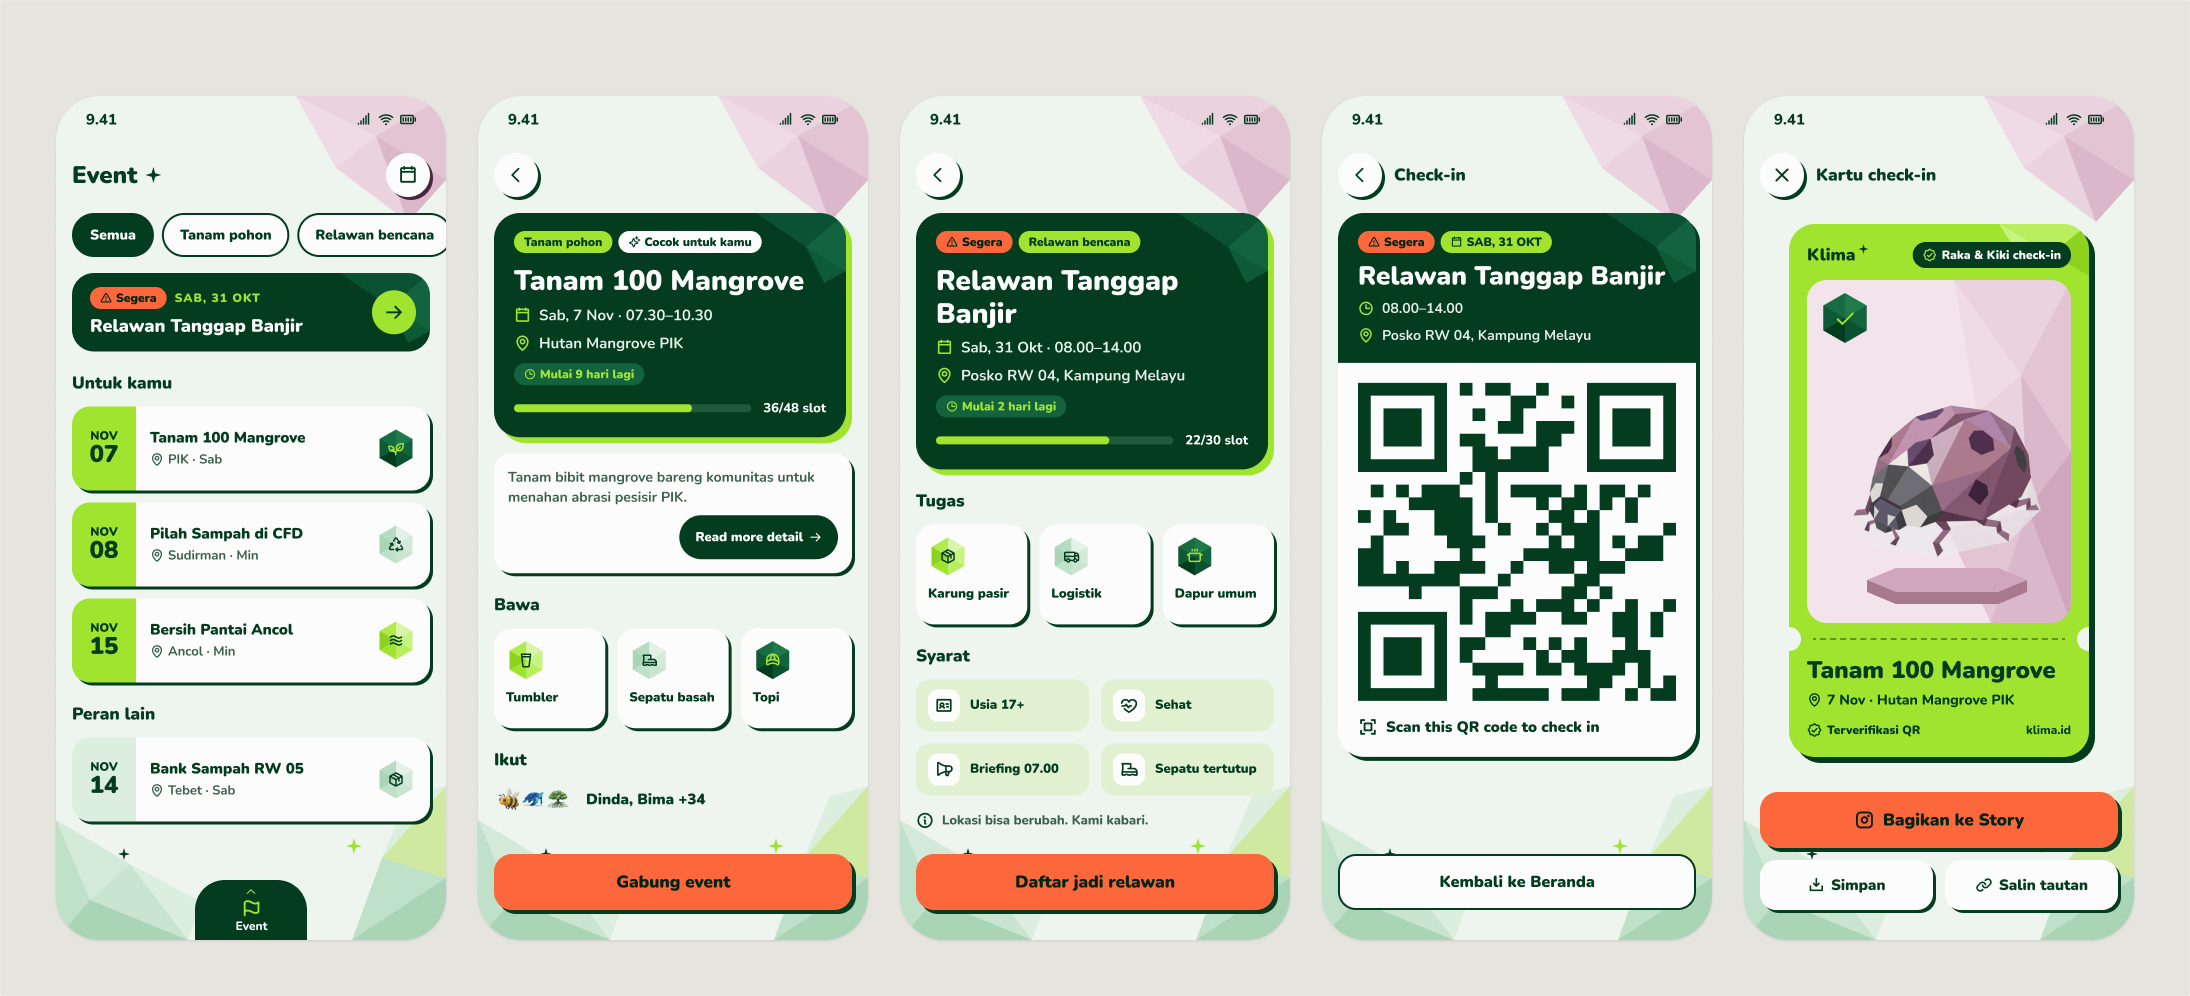 9.41
Event
Semua
Tanam pohon
Relawan bencana
Segera
SAB, 31 OKT
Relawan Tanggap Banjir
Untuk kamu
NOV
07
Tanam 100 Mangrove
PIK · Sab
NOV
08
Pilah Sampah di CFD
Sudirman · Min
NOV
15
Bersih Pantai Ancol
Ancol · Min
Peran lain
NOV
14
Bank Sampah RW 05
Tebet · Sab
Event
9.41
Tanam pohon
Cocok untuk kamu
Tanam 100 Mangrove
Sab, 7 Nov · 07.30–10.30
Hutan Mangrove PIK
Mulai 9 hari lagi
36/48 slot
Tanam bibit mangrove bareng komunitas untuk
menahan abrasi pesisir PIK.
Read more detail →
Bawa
Tumbler
Sepatu basah
Topi
Ikut
Dinda, Bima +34
Gabung event
9.41
Segera
Relawan bencana
Relawan Tanggap
Banjir
Sab, 31 Okt · 08.00–14.00
Posko RW 04, Kampung Melayu
Mulai 2 hari lagi
22/30 slot
Tugas
Karung pasir
Logistik
Dapur umum
Syarat
Usia 17+
Sehat
Briefing 07.00
Sepatu tertutup
Lokasi bisa berubah. Kami kabari.
Daftar jadi relawan
9.41
Check-in
Segera
SAB, 31 OKT
Relawan Tanggap Banjir
08.00–14.00
Posko RW 04, Kampung Melayu
Scan this QR code to check in
Kembali ke Beranda
9.41
Kartu check-in
Klima
Raka & Kiki check-in
Tanam 100 Mangrove
7 Nov · Hutan Mangrove PIK
Terverifikasi QR
klima.id
Bagikan ke Story
Simpan
Salin tautan